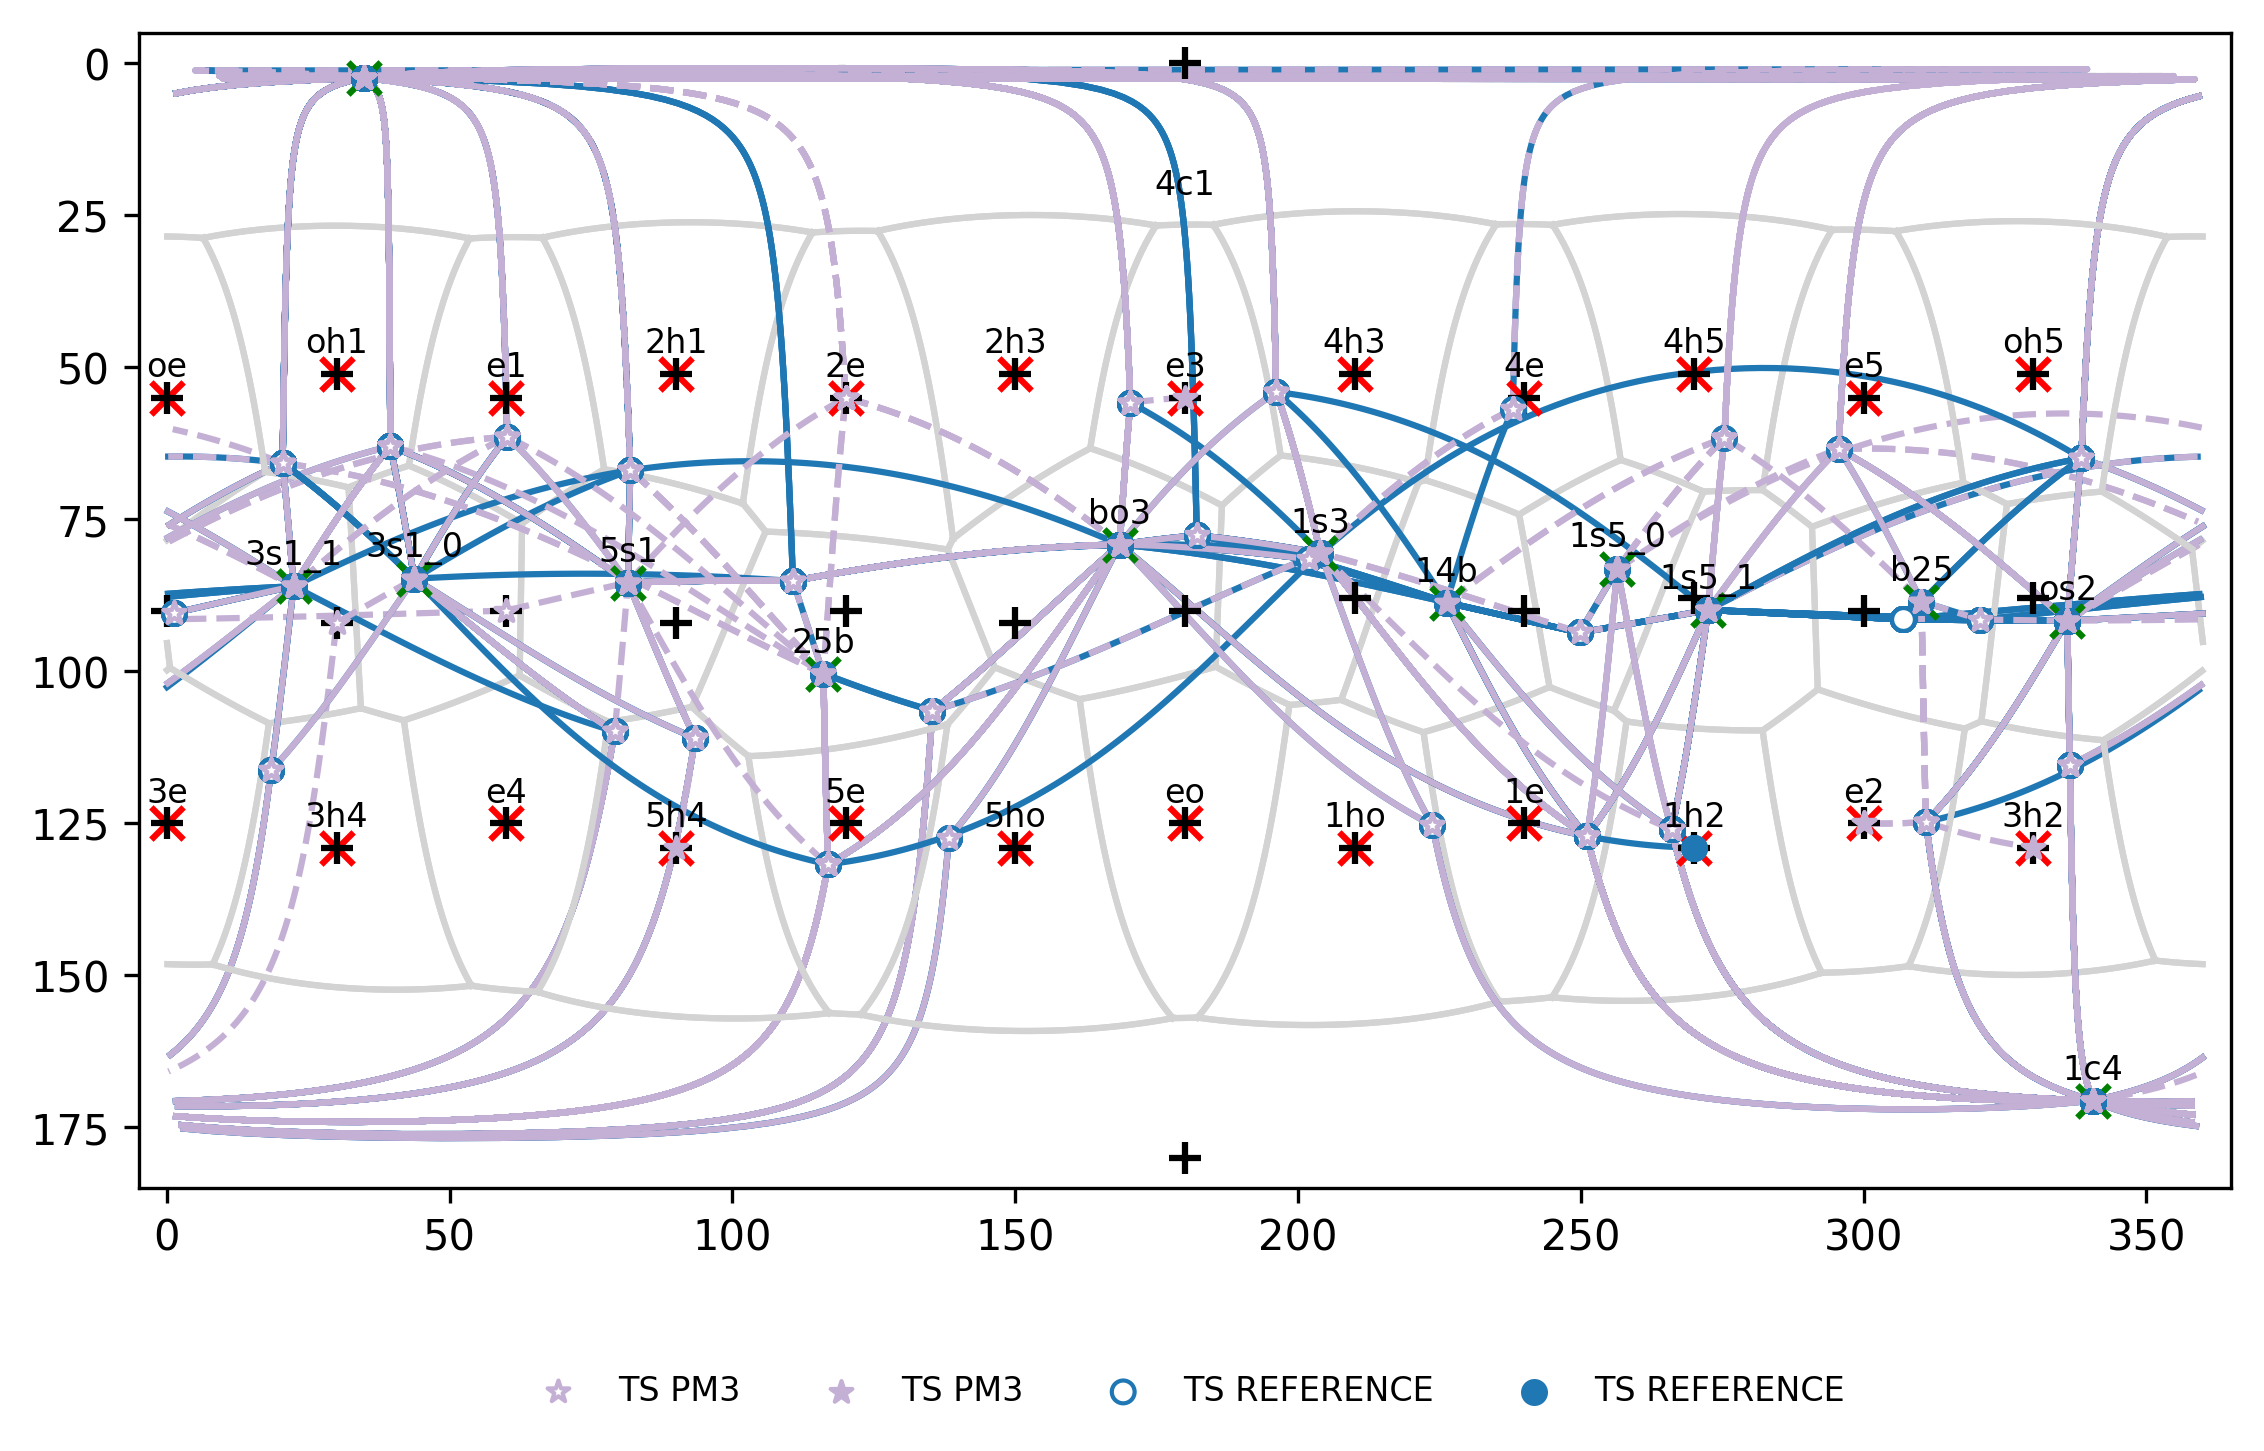 0
25
50
75
100
125
150
175
4c1
oe
oh1
e1
2h1
2e
2h3
e3
4h3
4e
4h5
e5
oh5
3s1_1
3s1_0
5s1
bo3
1s3
14b
1s5_0
1s5_1
b25
os2
25b
3e
3h4
e4
5h4
5e
5ho
eo
1ho
1e
1h2
e2
3h2
1c4
0
50
100
150
200
250
300
350
TS PM3
TS PM3
TS REFERENCE
TS REFERENCE